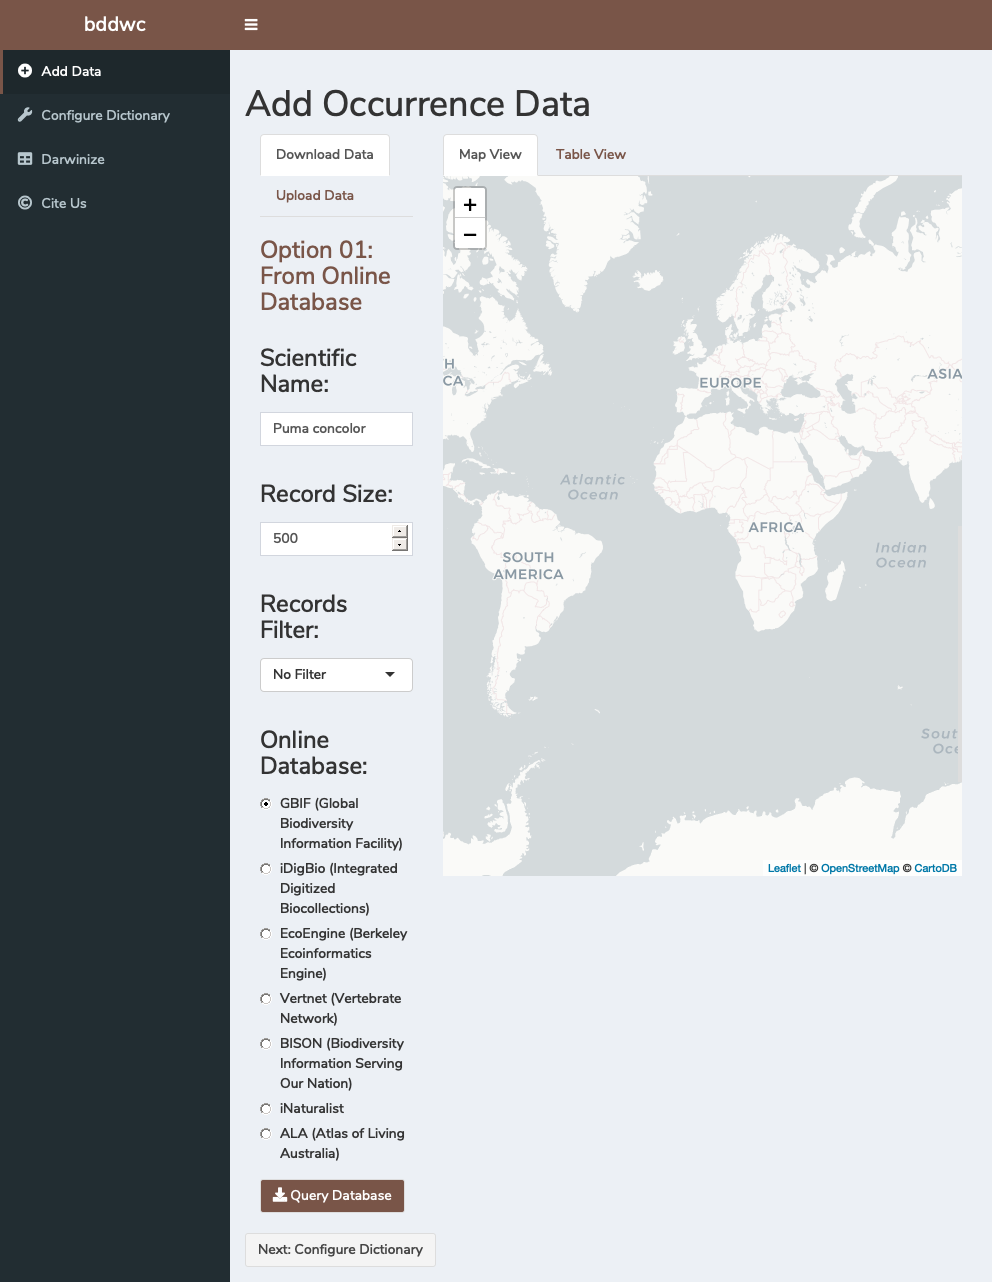 bddwc
Add Data
Configure Dictionary
Darwinize
Cite Us
Add Occurrence Data
Download Data
Upload Data
Option 01:
From Online
Database
Scientific
Name:
Puma concolor
Record Size:
500
Records
Filter:
No Filter
Online
Database:
GBIF (Global
Biodiversity
Information Facility)
iDigBio (Integrated
Digitized
Biocollections)
EcoEngine (Berkeley
Ecoinformatics
Engine)
Vertnet (Vertebrate
Network)
BISON (Biodiversity
Information Serving
Our Nation)
iNaturalist
ALA (Atlas of Living
Australia)
Query Database
Next: Configure Dictionary
Map View
Table View
+
−
H
CA
EUROPE
ASIA
Atlantic
Ocean
AFRICA
SOUTH
AMERICA
Indian
Ocean
Sout
Oce
Leaflet | © OpenStreetMap © CartoDB